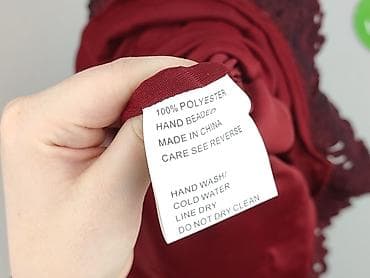 100% POLYESTER
HAND BEADED
MADE IN CHINA
CARE SEE REVERSE
HAND WASH/
COLD WATER
LINE DRY
DO NOT DRY CLEAN